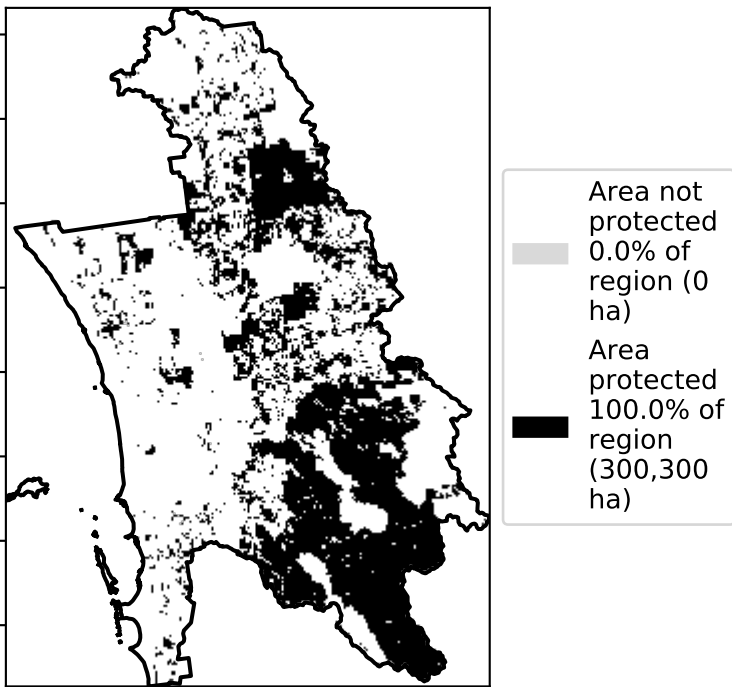 Area not
protected
0.0% of
region (0
ha)
Area
protected
100.0% of
region
(300,300
ha)